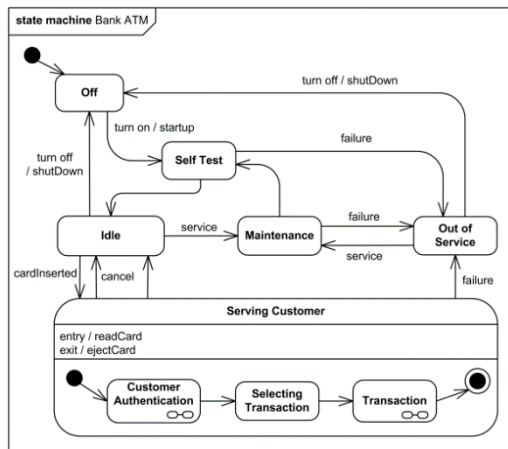 state machine Bank ATM
Off
turn off / shutDown
turn on / startup
failure
turn off
/ shutDown
Self Test
Idle
service
Maintenance
failure
service
Out of
Service
cardInserted
cancel
failure
Serving Customer
entry / readCard
exit / ejectCard
Customer
Authentication
Selecting
Transaction
Transaction